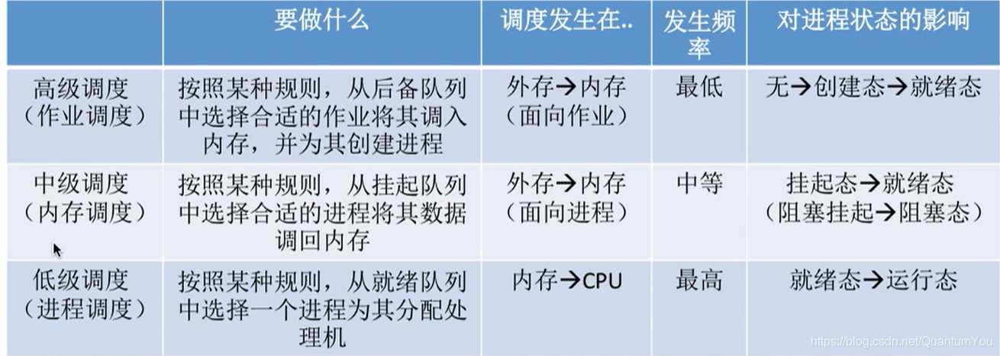 要做什么
调度发生在..
发生频
率
对进程状态的影响
高级调度
（作业调度）
按照某种规则，从后备队列
中选择合适的作业将其调入
内存，并为其创建进程
外存→内存
（面向作业）
最低
无→创建态→就绪态
中级调度
（内存调度）
按照某种规则，从挂起队列
中选择合适的进程将其数据
调回内存
外存→内存
（面向进程）
中等
挂起态→就绪态
（阻塞挂起→阻塞态）
低级调度
（进程调度）
按照某种规则，从就绪队列
中选择一个进程为其分配处
理机
内存→CPU
最高
就绪态→运行态
https://blog.csdn.net/QuantumYou